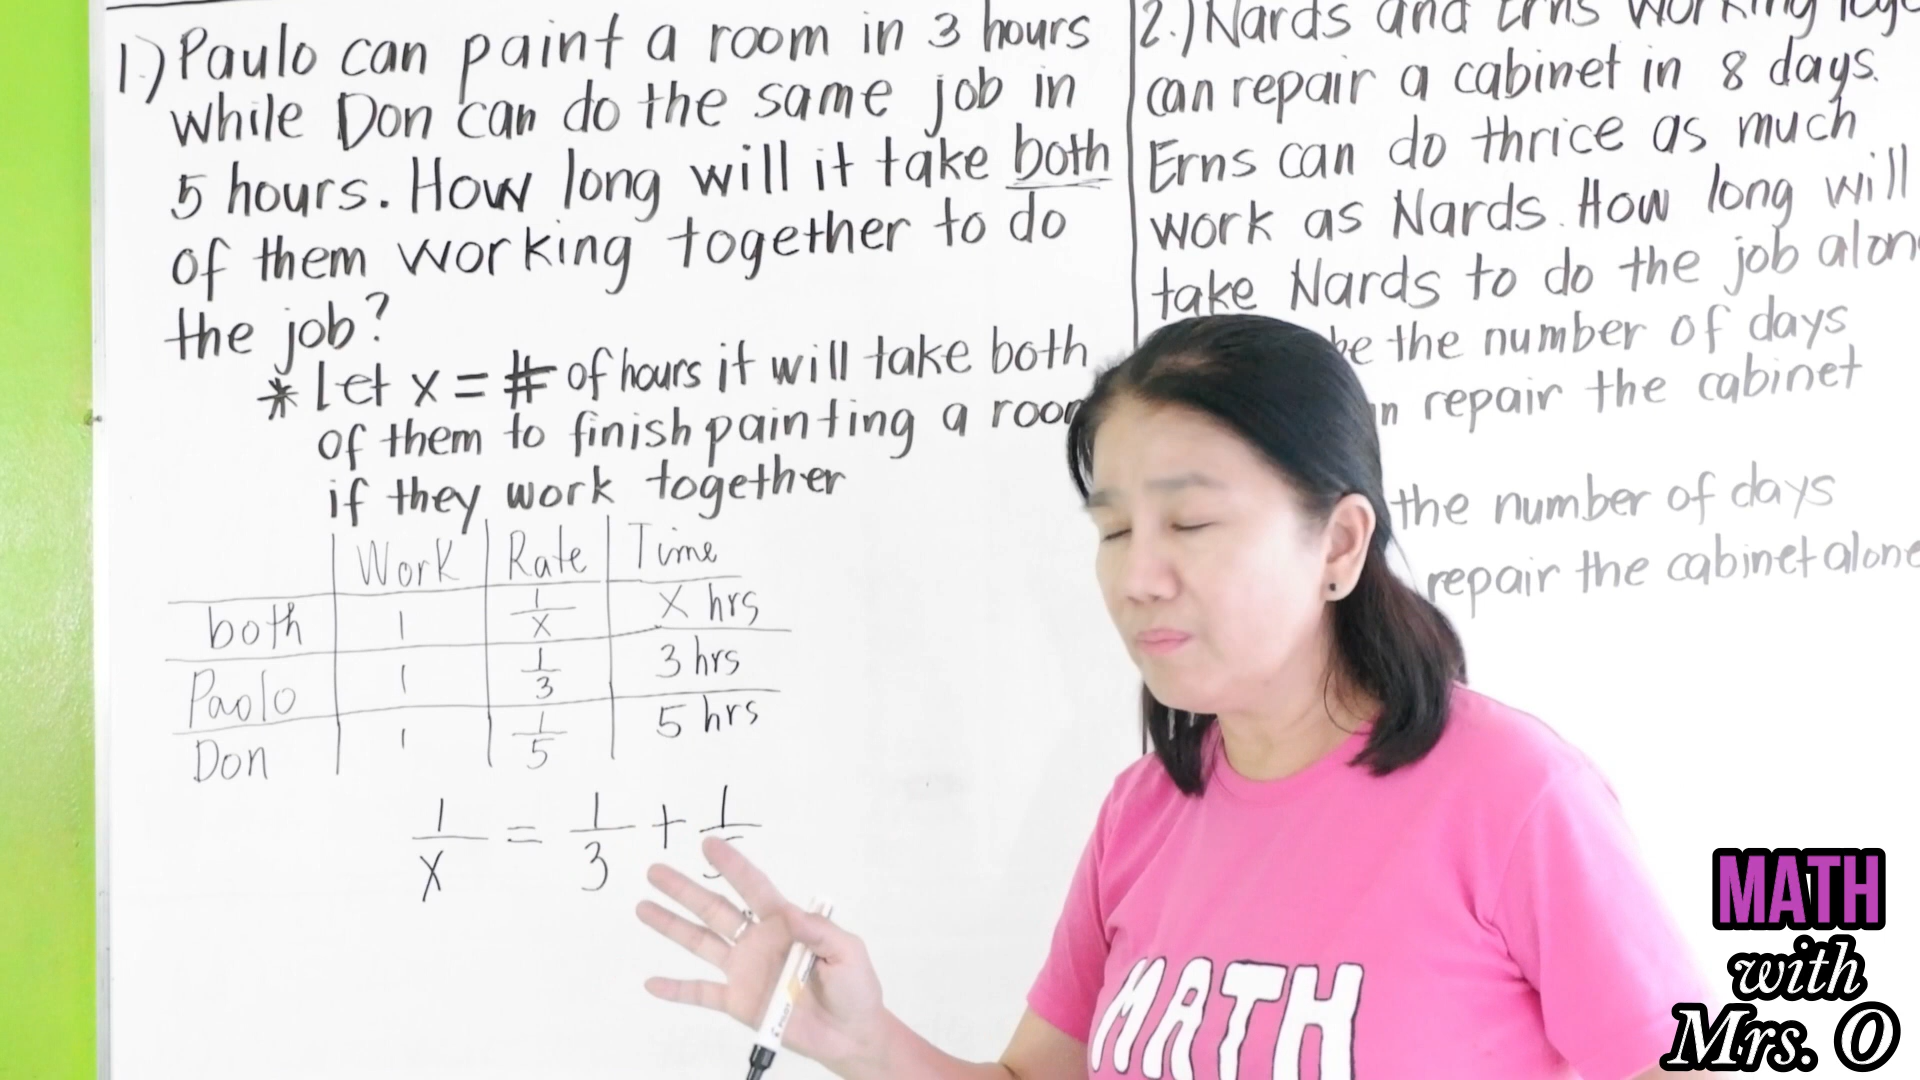 1.) Paulo can paint a room in 3 hours
while Don can do the same job in
5 hours. How long will it take both
of them working together to do
the job?
* Let x = # of hours it will take both
of them to finish painting a
if they work together
Work Rate Time
both 1 1/x x hrs
Paolo 1 1/3 3 hrs
Don 1 1/5 5 hrs
1/x = 1/3 + 1
2.) Nards and Erns working
can repair a cabinet in 8 days.
Erns can do thrice as much
work as Nards. How long will
take Nards to do the job
be the number of days
repair the cabinet
the number of days
repair the cabinet alone
MATH
MATH
with
Mrs. O